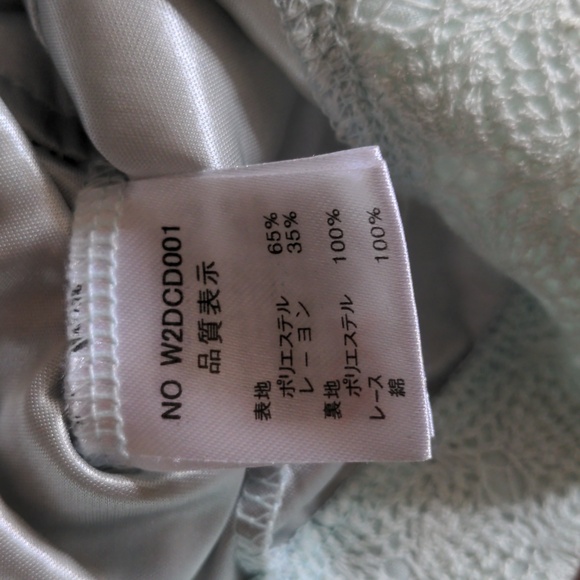 NO W2DCD001
品質表示
表地
ポリエステル 65%
レーヨン 35%
裏地
ポリエステル 100%
レース
綿 100%